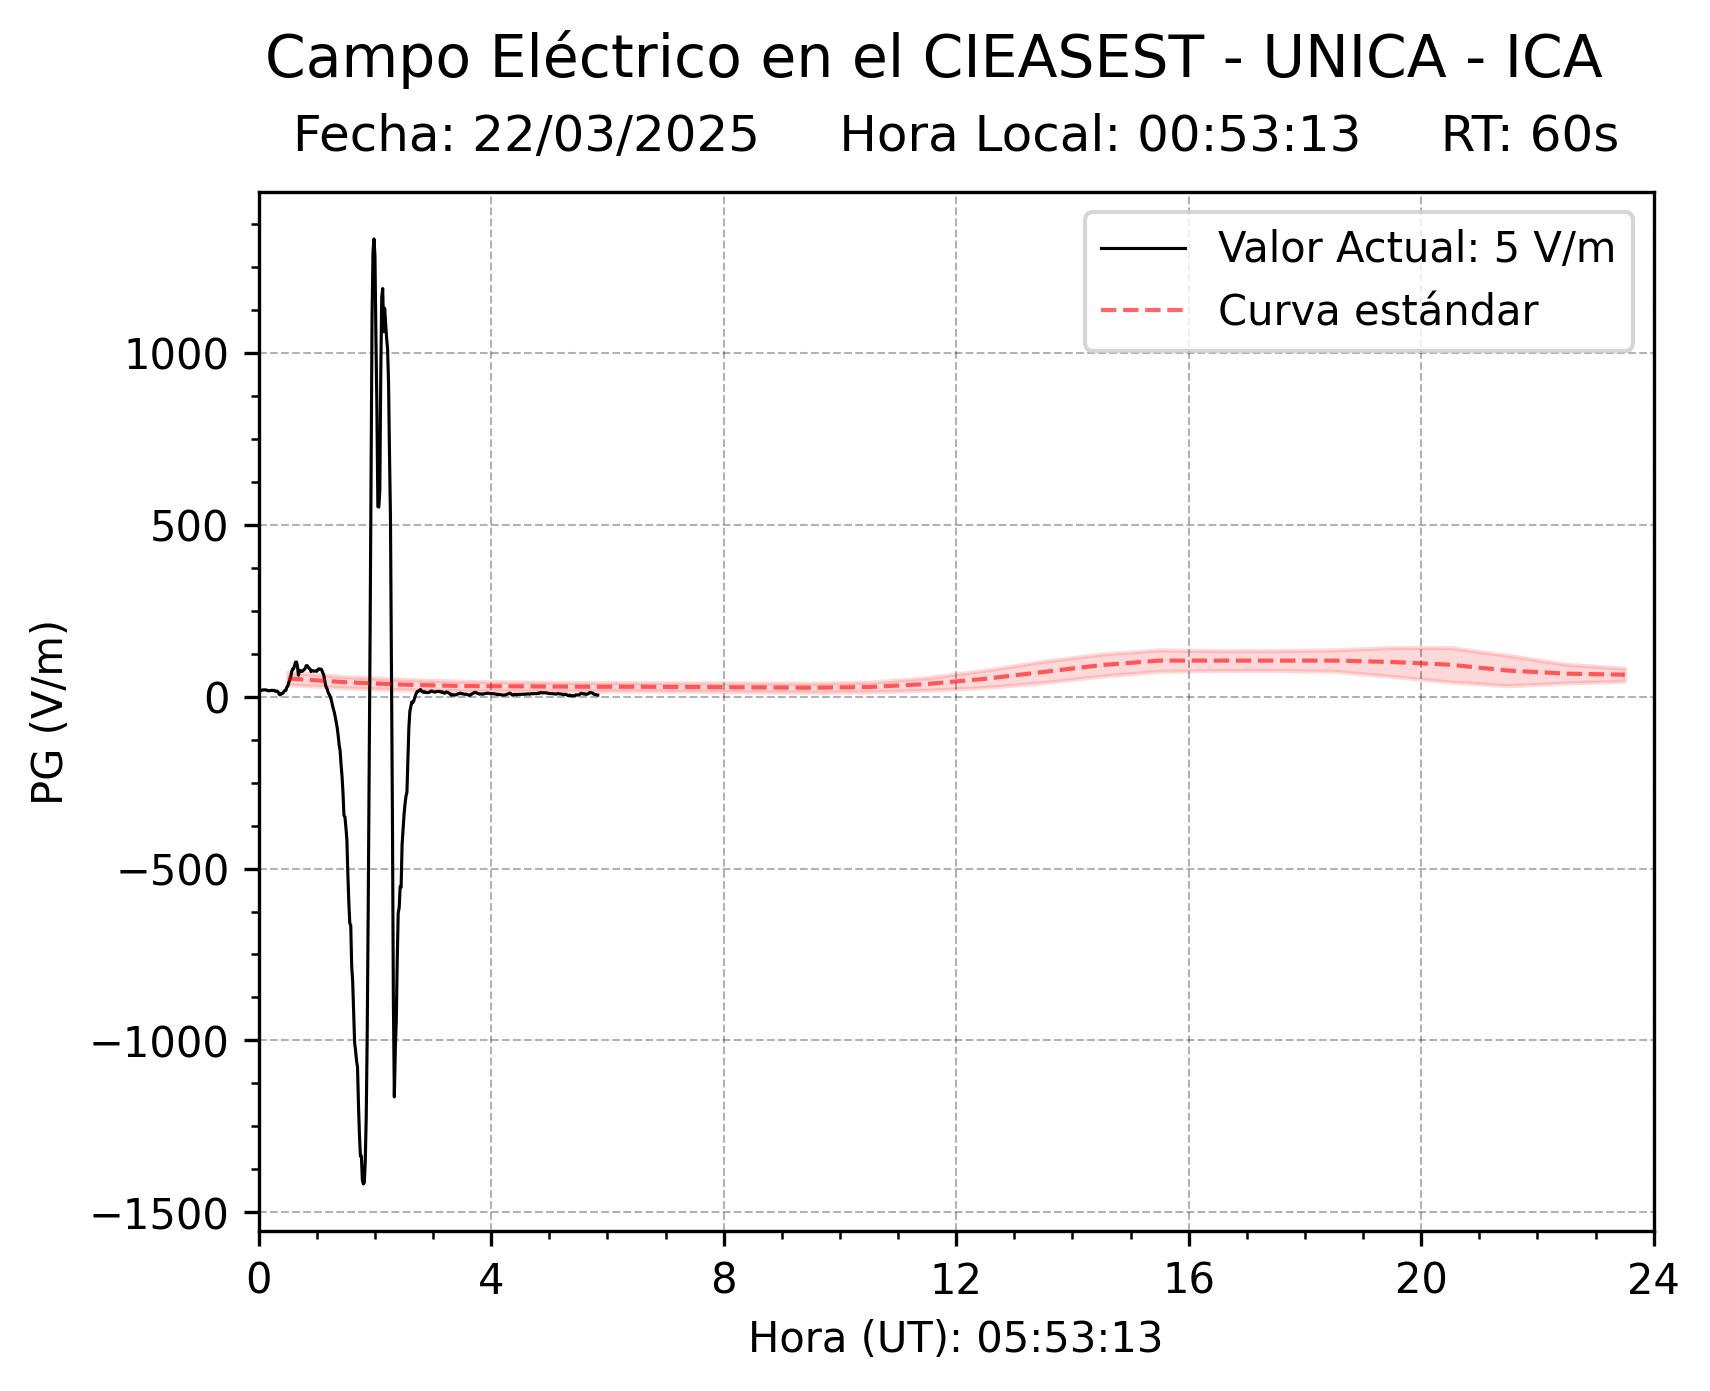 Campo Eléctrico en el CIEASEST - UNICA - ICA
Fecha: 22/03/2025 Hora Local: 00:53:13 RT: 60s
Valor Actual: 5 V/m
Curva estándar
PG (V/m)
1000
500
0
−500
−1000
−1500
0 4 8 12 16 20 24
Hora (UT): 05:53:13